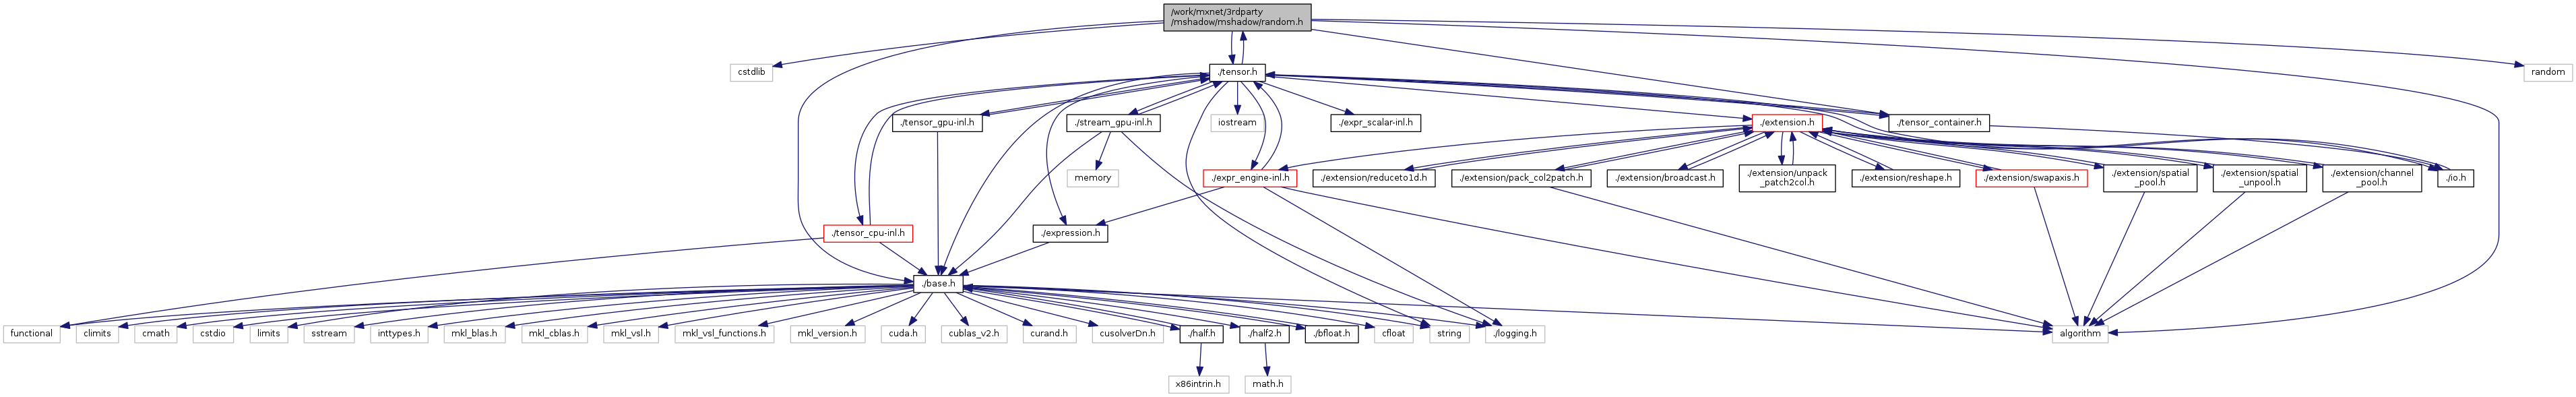 /work/mxnet/3rdparty
/mshadow/mshadow/random.h
cstdlib
./tensor.h
random
./tensor_gpu-inl.h
./stream_gpu-inl.h
iostream
./expr_scalar-inl.h
./extension.h
./tensor_container.h
memory
./expr_engine-inl.h
./extension/reduceto1d.h
./extension/pack_col2patch.h
./extension/broadcast.h
./extension/unpack
_patch2col.h
./extension/reshape.h
./extension/swapaxis.h
./extension/spatial
_pool.h
./extension/spatial
_unpool.h
./extension/channel
_pool.h
./io.h
./tensor_cpu-inl.h
./expression.h
./base.h
functional
climits
cmath
cstdio
limits
sstream
inttypes.h
mkl_blas.h
mkl_cblas.h
mkl_vsl.h
mkl_vsl_functions.h
mkl_version.h
cuda.h
cublas_v2.h
curand.h
cusolverDn.h
./half.h
./half2.h
./bfloat.h
cfloat
string
./logging.h
algorithm
x86intrin.h
math.h